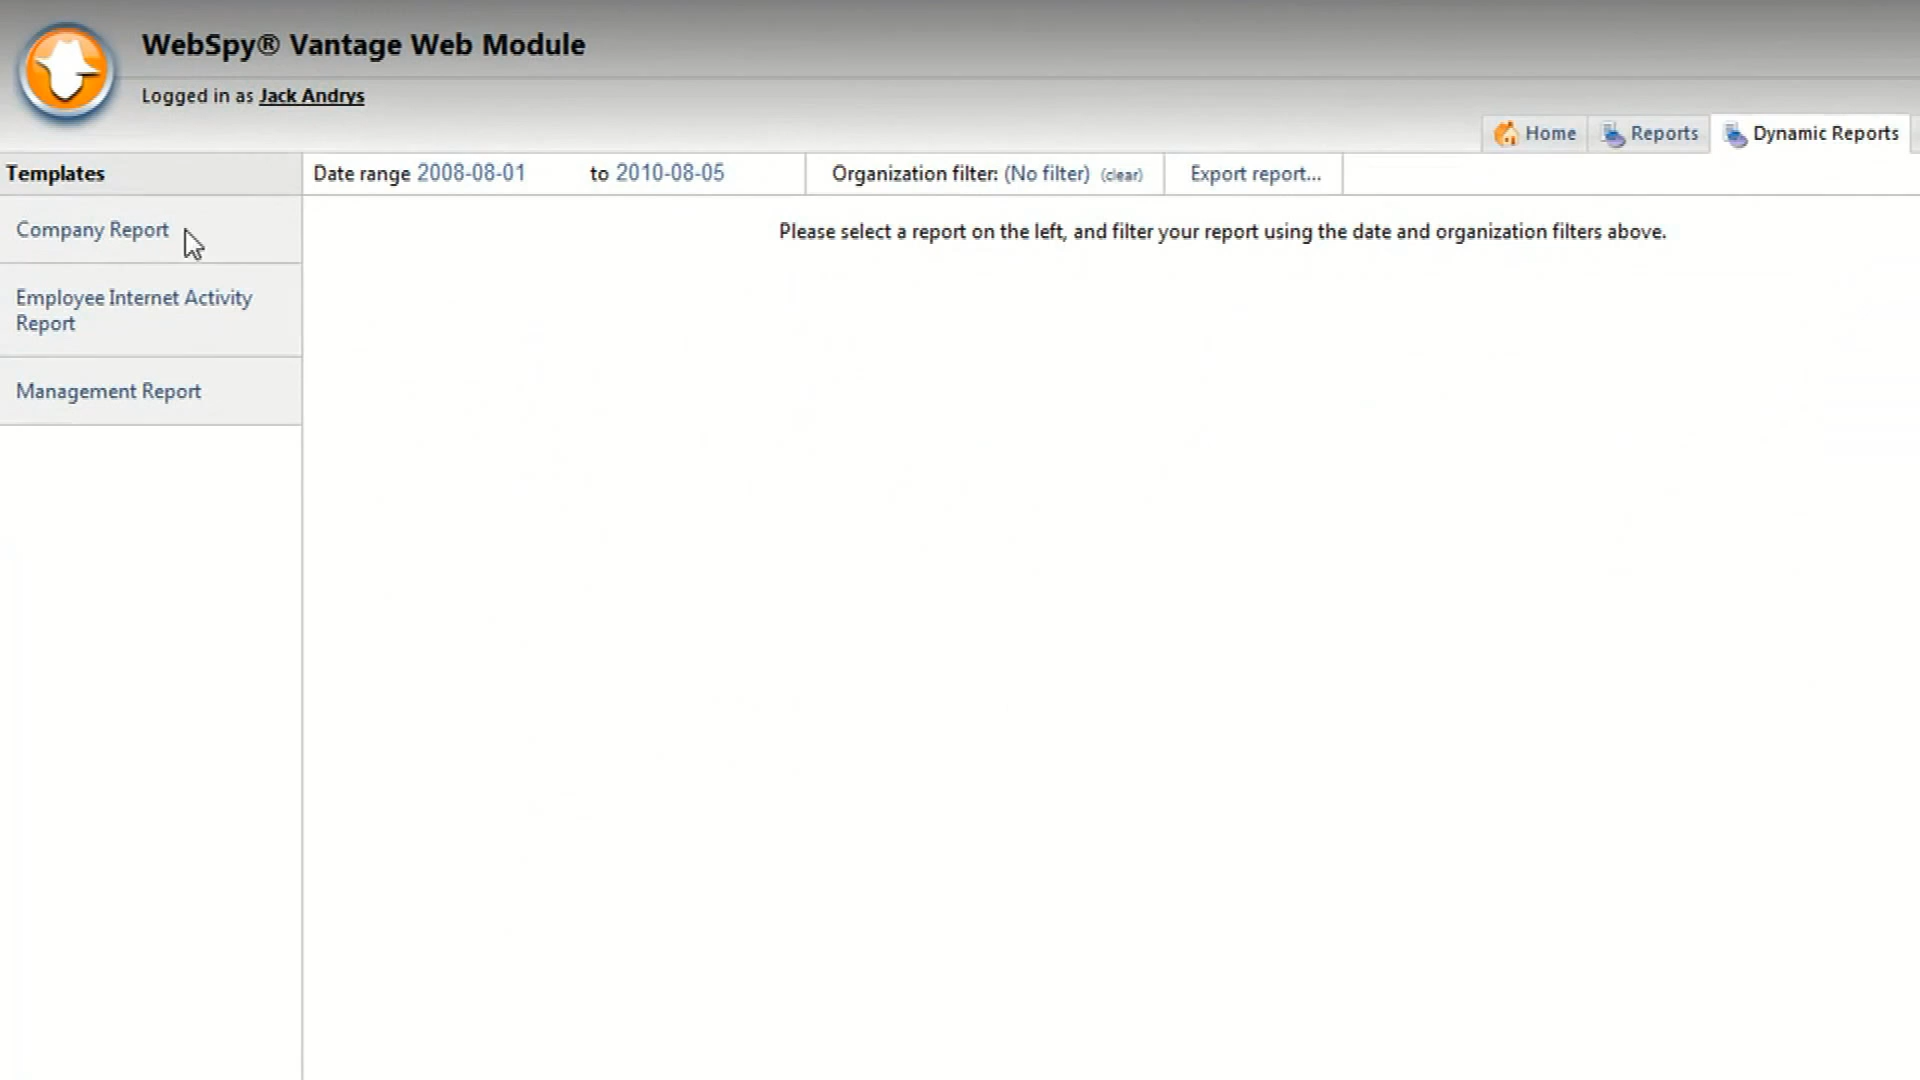 WebSpy® Vantage Web Module
Logged in as Jack Andrys
Home Reports Dynamic Reports
Templates
Date range 2008-08-01 to 2010-08-05 Organization filter: (No filter) (clear) Export report...
Company Report
Please select a report on the left, and filter your report using the date and organization filters above.
Employee Internet Activity
Report
Management Report